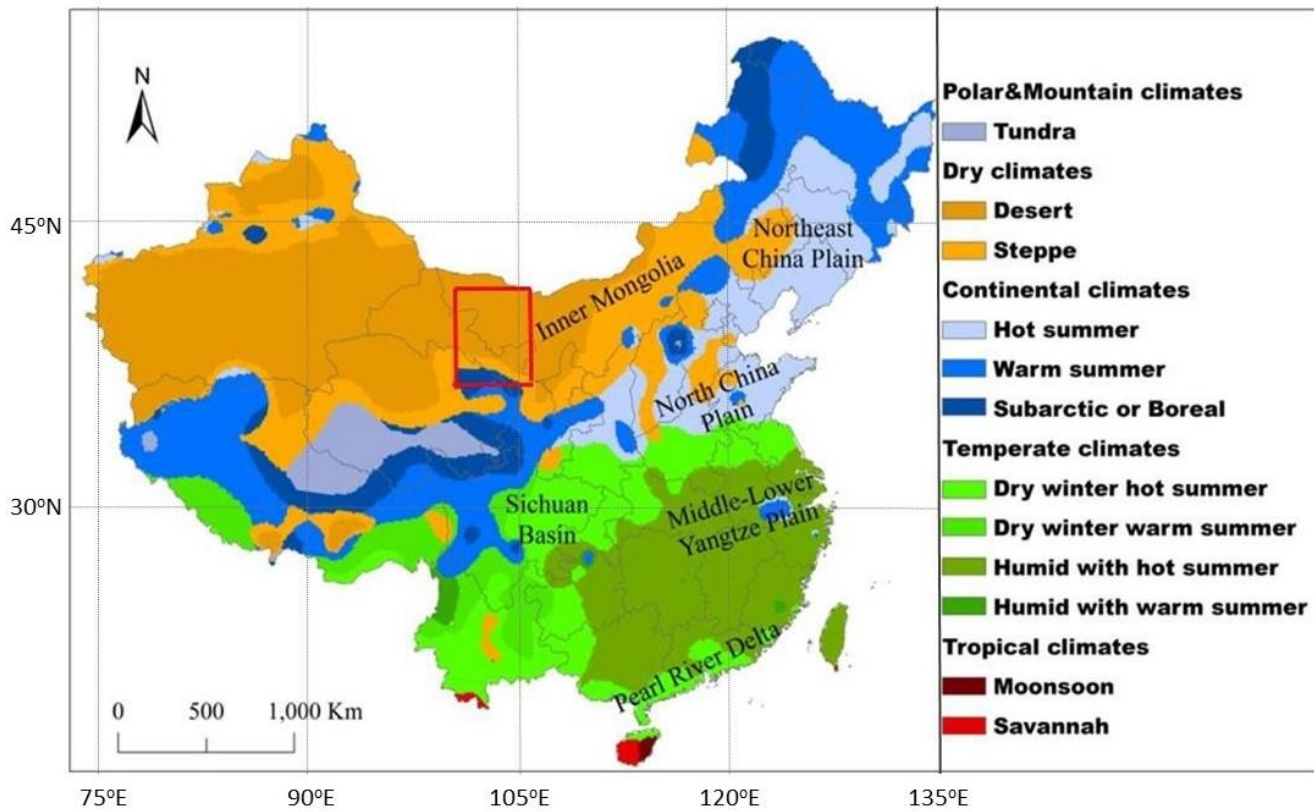 N
45ºN
30ºN
75ºE
90ºE
105ºE
120ºE
135ºE
0
500
1,000 Km
Inner Mongolia
Northeast
China Plain
North China
Plain
Sichuan
Basin
Middle-Lower
Yangtze Plain
Pearl River Delta
Polar&Mountain climates
Tundra
Dry climates
Desert
Steppe
Continental climates
Hot summer
Warm summer
Subarctic or Boreal
Temperate climates
Dry winter hot summer
Dry winter warm summer
Humid with hot summer
Humid with warm summer
Tropical climates
Moonsoon
Savannah